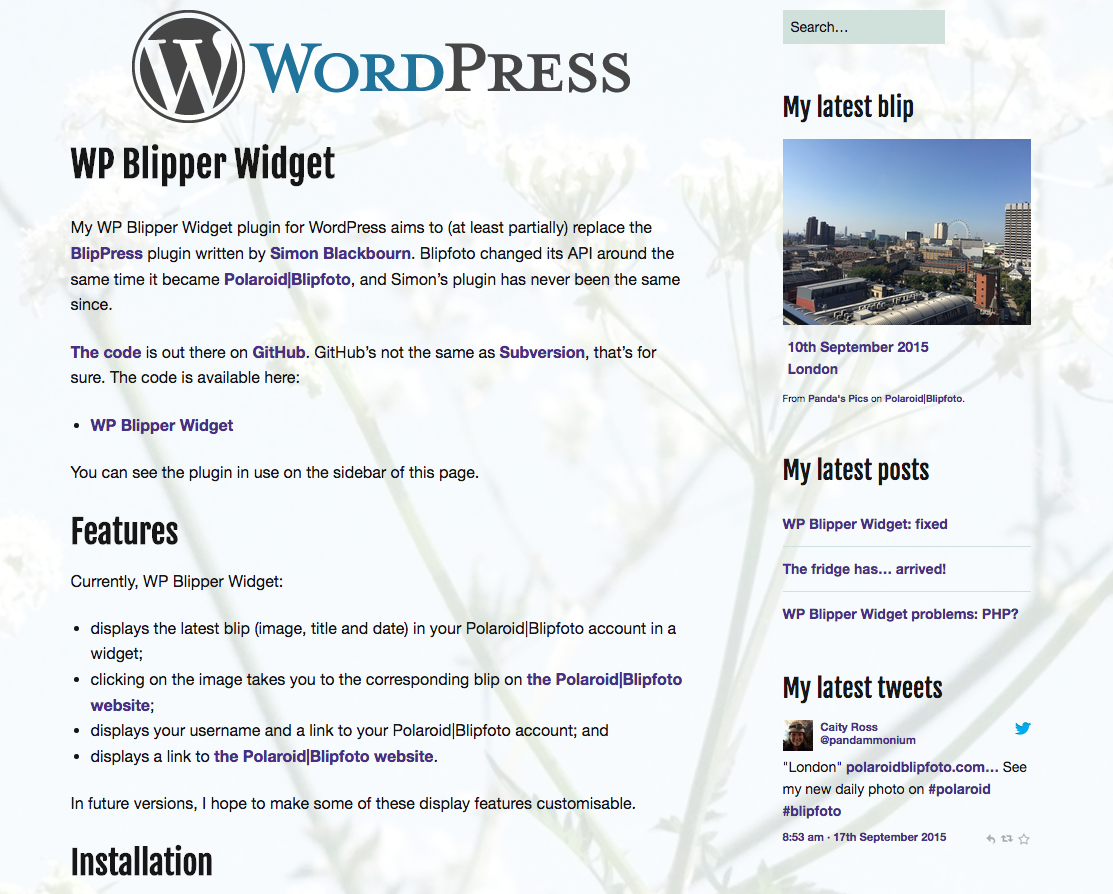 WORDPRESS
WP Blipper Widget
My WP Blipper Widget plugin for WordPress aims to (at least partially) replace the
BlipPress plugin written by Simon Blackbourn. Blipfoto changed its API around the
same time it became Polaroid|Blipfoto, and Simon’s plugin has never been the same
since.
The code is out there on GitHub. GitHub’s not the same as Subversion, that’s for
sure. The code is available here:
• WP Blipper Widget
You can see the plugin in use on the sidebar of this page.
Features
Currently, WP Blipper Widget:
• displays the latest blip (image, title and date) in your Polaroid|Blipfoto account in a
widget;
• clicking on the image takes you to the corresponding blip on the Polaroid|Blipfoto
website;
• displays your username and a link to your Polaroid|Blipfoto account; and
• displays a link to the Polaroid|Blipfoto website.
In future versions, I hope to make some of these display features customisable.
Installation
Search…
My latest blip
10th September 2015
London
From Panda's Pics on Polaroid|Blipfoto.
My latest posts
WP Blipper Widget: fixed
The fridge has… arrived!
WP Blipper Widget problems: PHP?
My latest tweets
Caity Ross
@pandammonium
"London" polaroidblipfoto.com… See
my new daily photo on #polaroid
#blipfoto
8:53 am · 17th September 2015